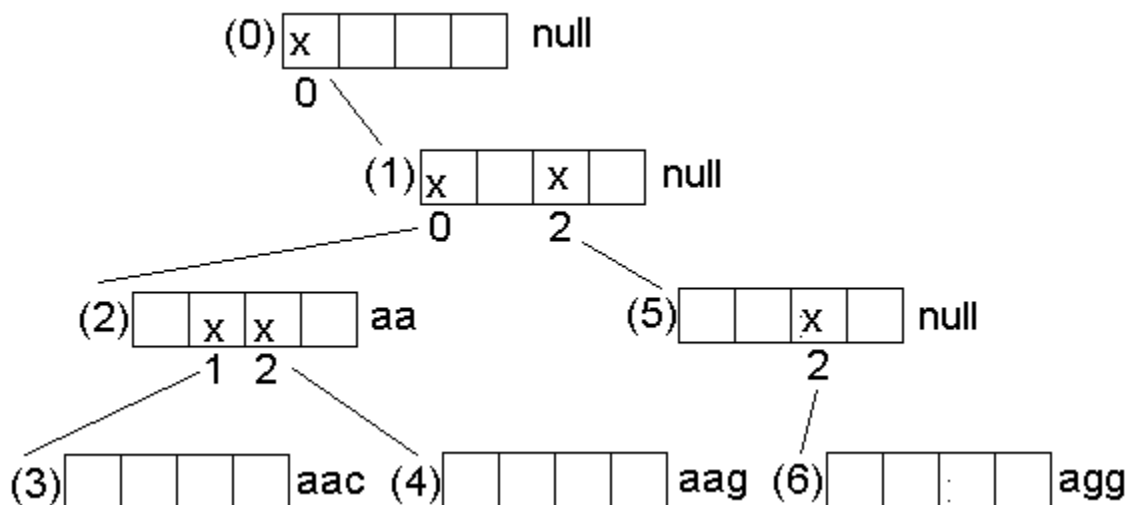 (0) x null
0
(1) x x null
0 2
(2) x x aa
1 2
(5) x null
2
(3) aac
(4) aag
(6) agg